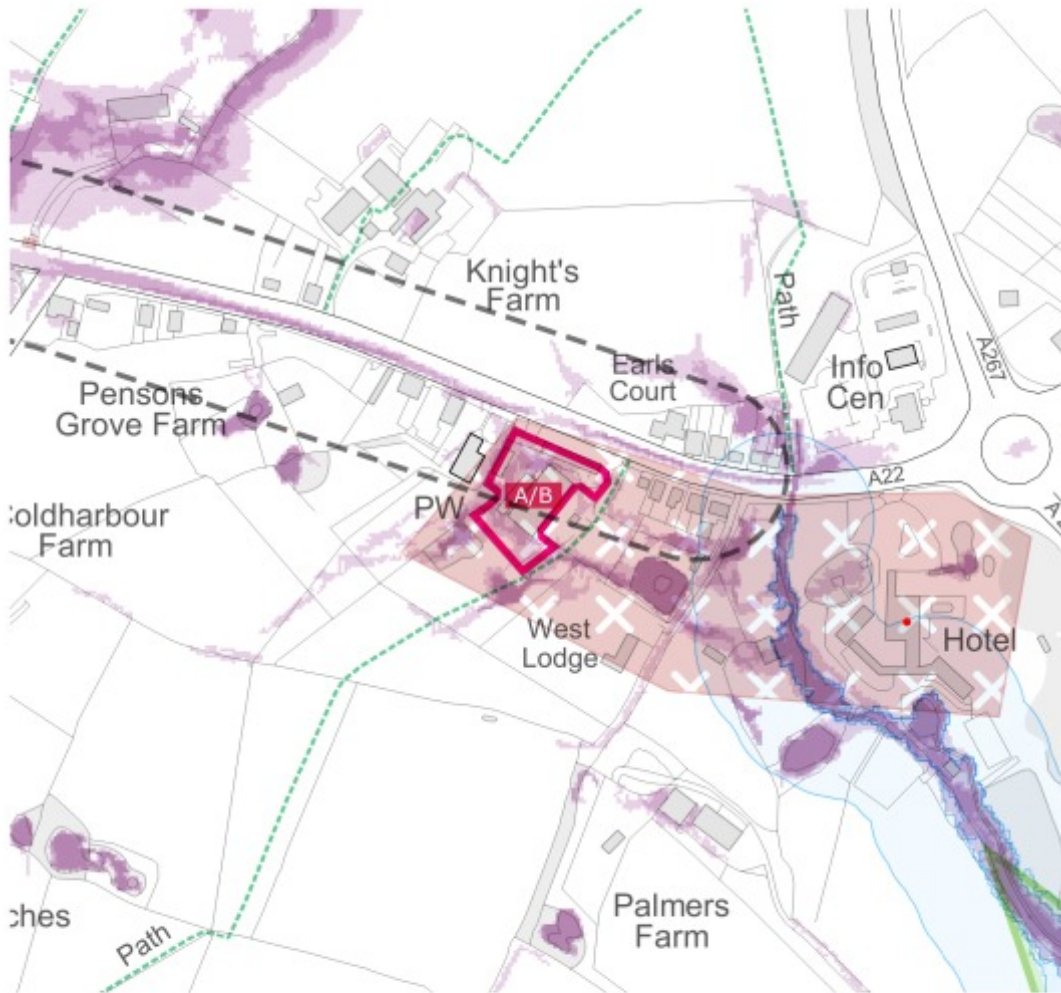 Knight's
Farm
Path
Earls
Court
Info
Cen
A267
Pensons
Grove Farm
A22
A/B
PW
oldharbour
Farm
West
Lodge
Hotel
Palmers
Farm
ches
Path